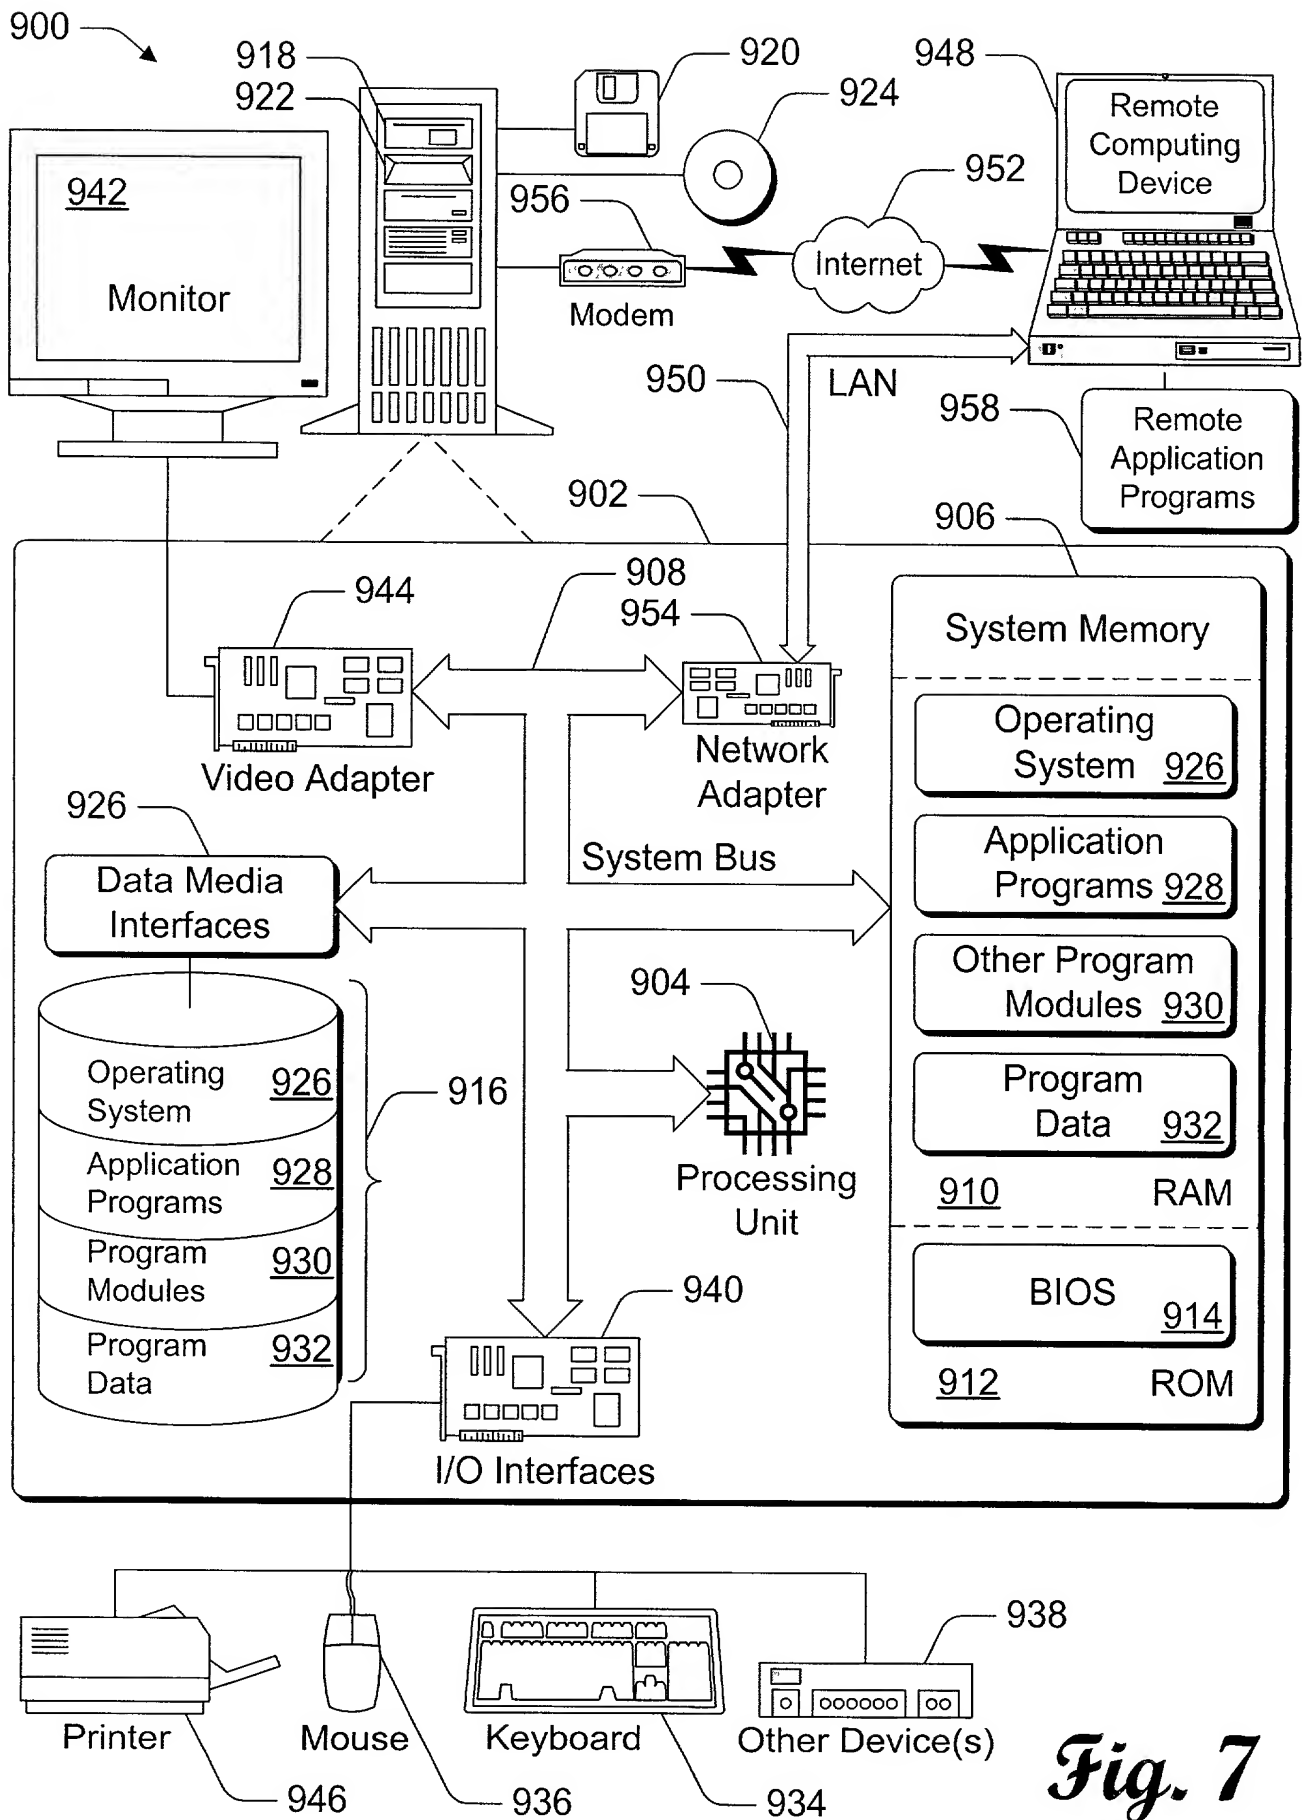 900
918
922
920
924
948
Remote
Computing
Device
942
Monitor
956
Modem
952
Internet
950
LAN
958
Remote
Application
Programs
902
906
944
908
954
Video Adapter
Network
Adapter
System Memory
Operating
System 926
Application
Programs 928
Other Program
Modules 930
Program
Data 932
910 RAM
BIOS
914
912 ROM
926
Data Media
Interfaces
System Bus
904
Processing
Unit
Operating
System 926
Application
Programs 928
Program
Modules 930
Program
Data 932
916
940
I/O Interfaces
Printer
946
Mouse
936
Keyboard
934
938
Other Device(s)
Fig. 7